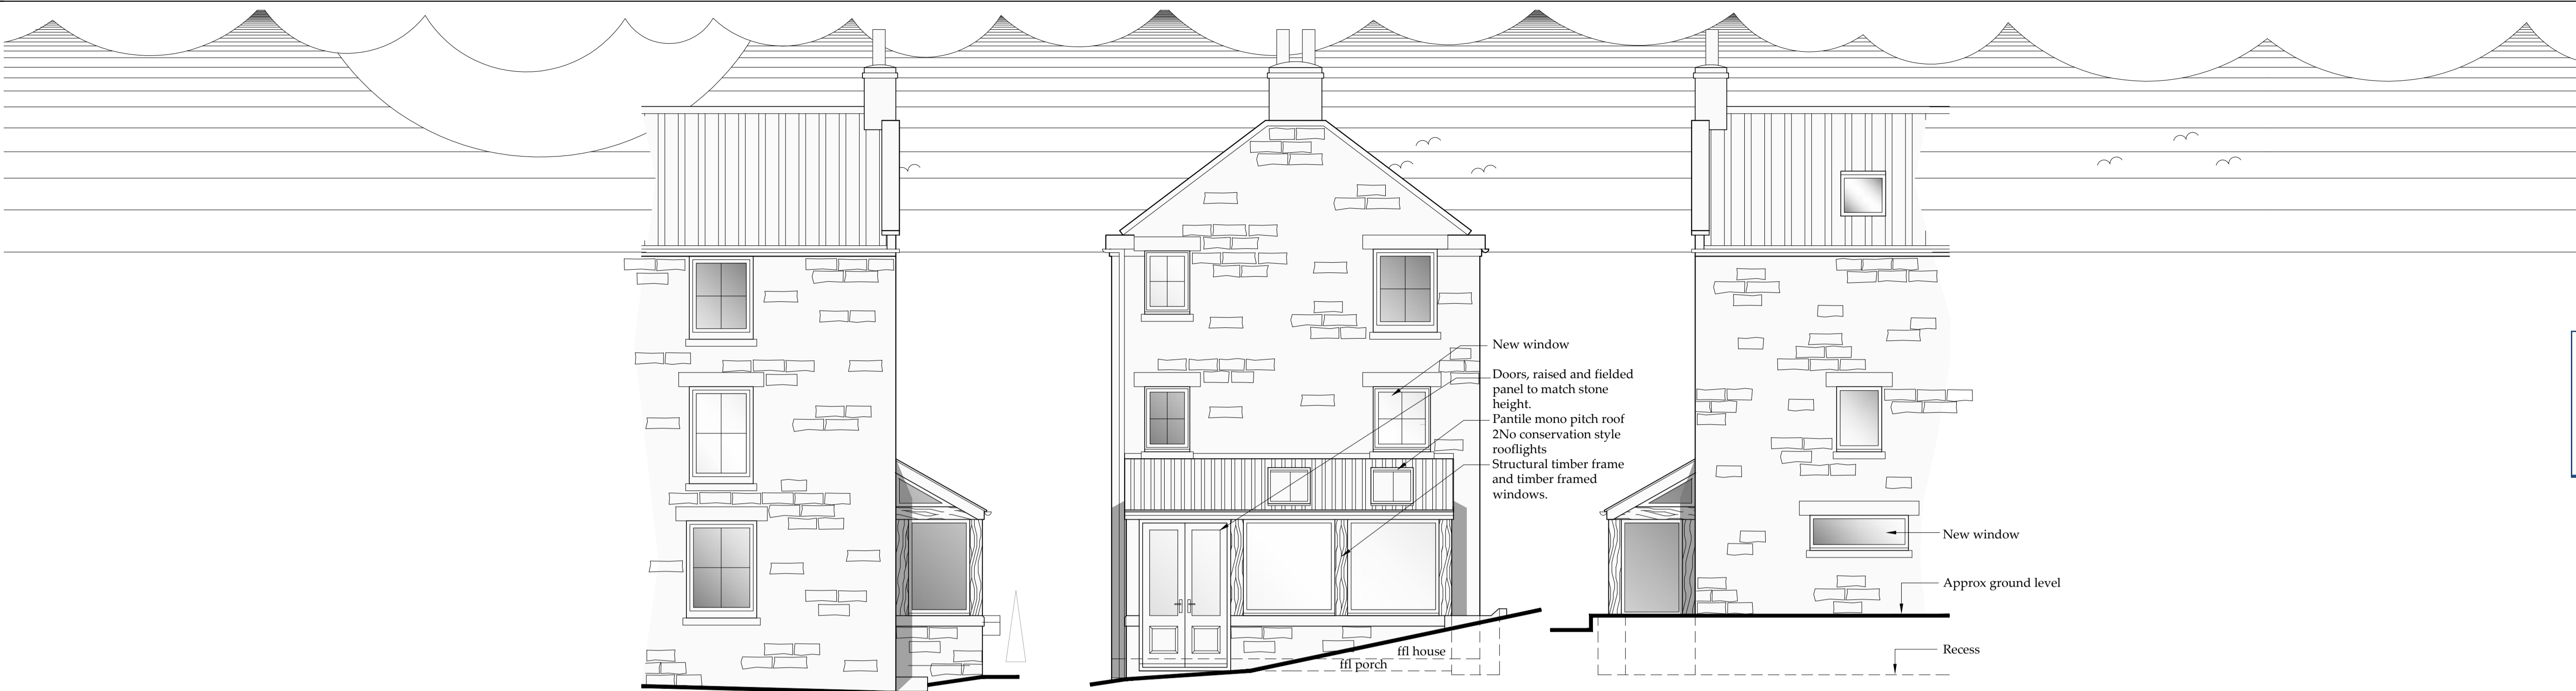 New window
Doors, raised and fielded
panel to match stone
height.
Pantile mono pitch roof
2No conservation style
rooflights
Structural timber frame
and timber framed
windows.
ffl house
ffl porch
New window
Approx ground level
Recess